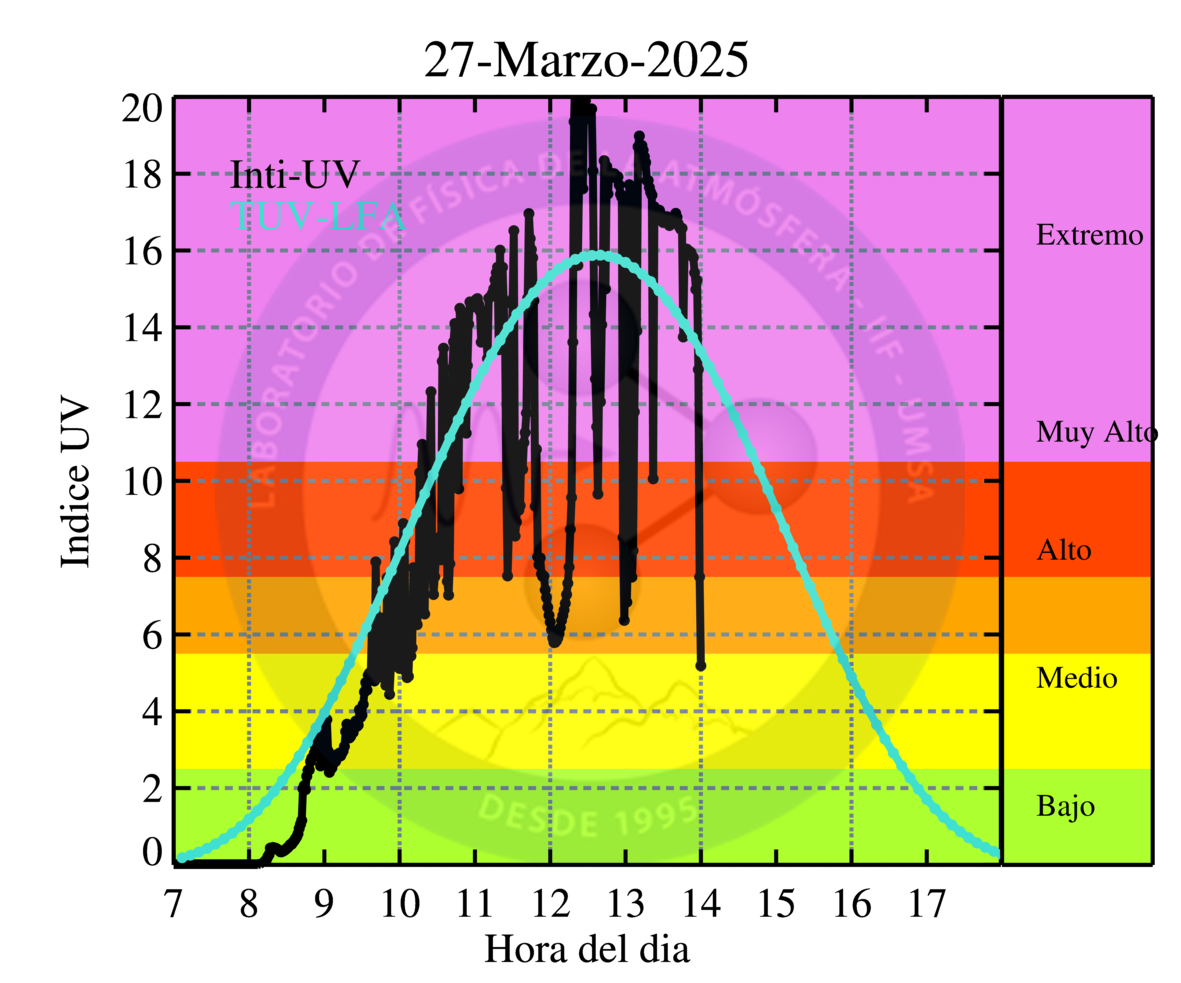 27-Marzo-2025
Inti-UV
TUV-LFA
LABORATORIO DE FÍSICA DE LA ATMÓSFERA - IIF - UMSA
DESDE 1995
Indice UV
20
18
16
14
12
10
8
6
4
2
0
Extremo
Muy Alto
Alto
Medio
Bajo
7 8 9 10 11 12 13 14 15 16 17
Hora del dia